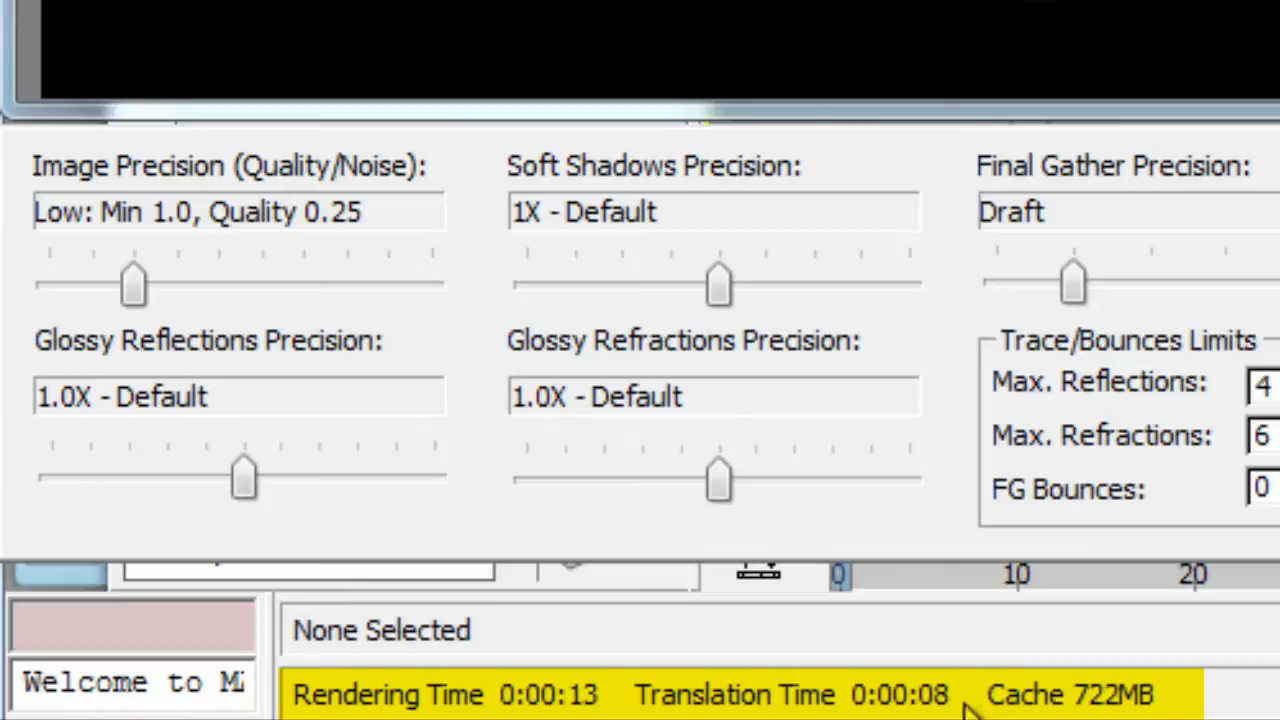 Image Precision (Quality/Noise):
Soft Shadows Precision:
Final Gather Precision:
Low: Min 1.0, Quality 0.25
1X - Default
Draft
Glossy Reflections Precision:
Glossy Refractions Precision:
Trace/Bounces Limits
1.0X - Default
1.0X - Default
Max. Reflections: 4
Max. Refractions: 6
FG Bounces: 0
0 10 20
None Selected
Welcome to
Rendering Time 0:00:13 Translation Time 0:00:08 Cache 722MB